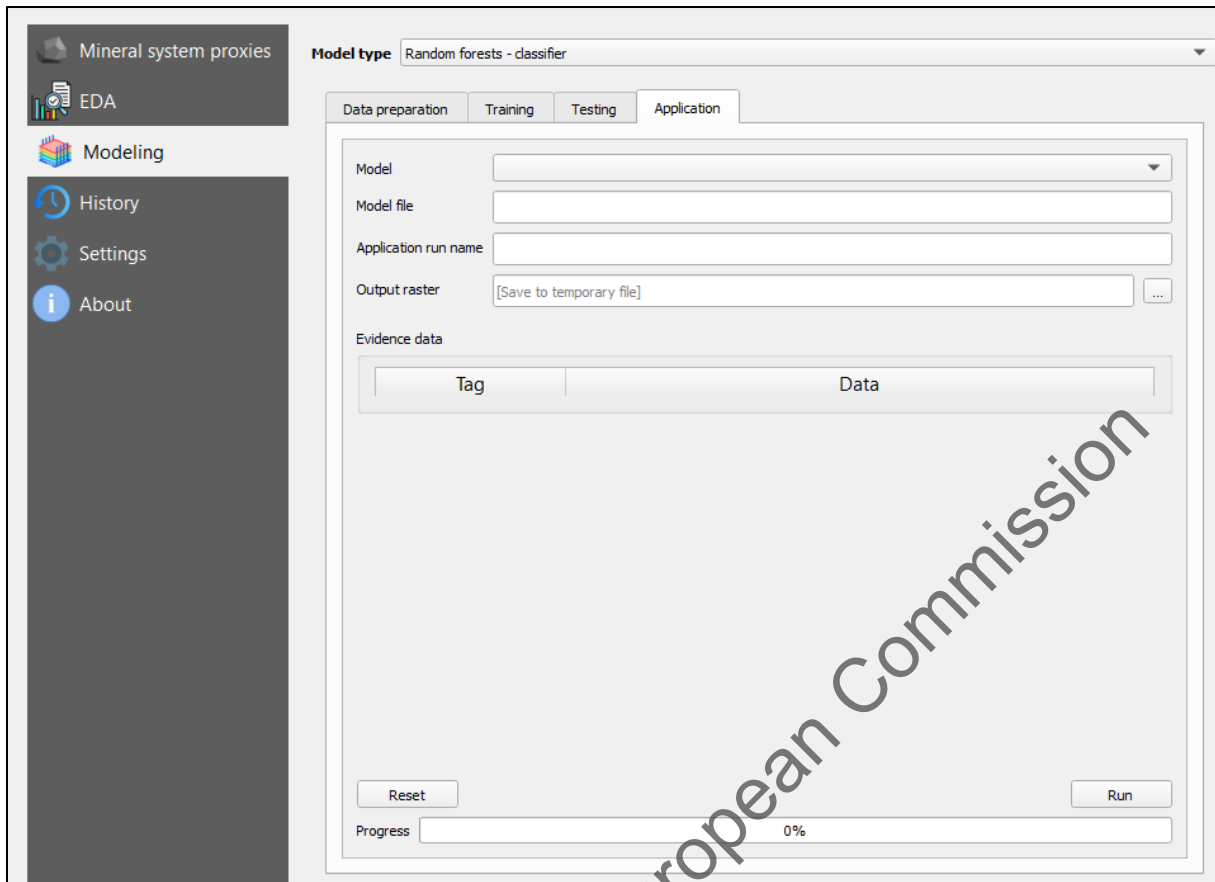 Mineral system proxies
EDA
Modeling
History
Settings
About
Model type Random forests - classifier
Data preparation Training Testing Application
Model
Model file
Application run name
Output raster [Save to temporary file] ...
Evidence data
Tag Data
Reset Run
Progress 0%
Commission